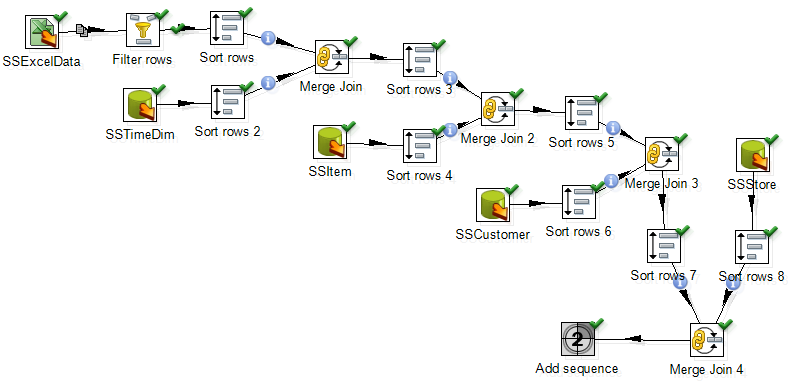 SSExcelData
Filter rows
Sort rows
Merge Join
Sort rows 3
SSTimeDim
Sort rows 2
Merge Join 2
Sort rows 5
SSItem
Sort rows 4
Merge Join 3
SSStore
SSCustomer
Sort rows 6
Sort rows 7
Sort rows 8
2
Add sequence
Merge Join 4